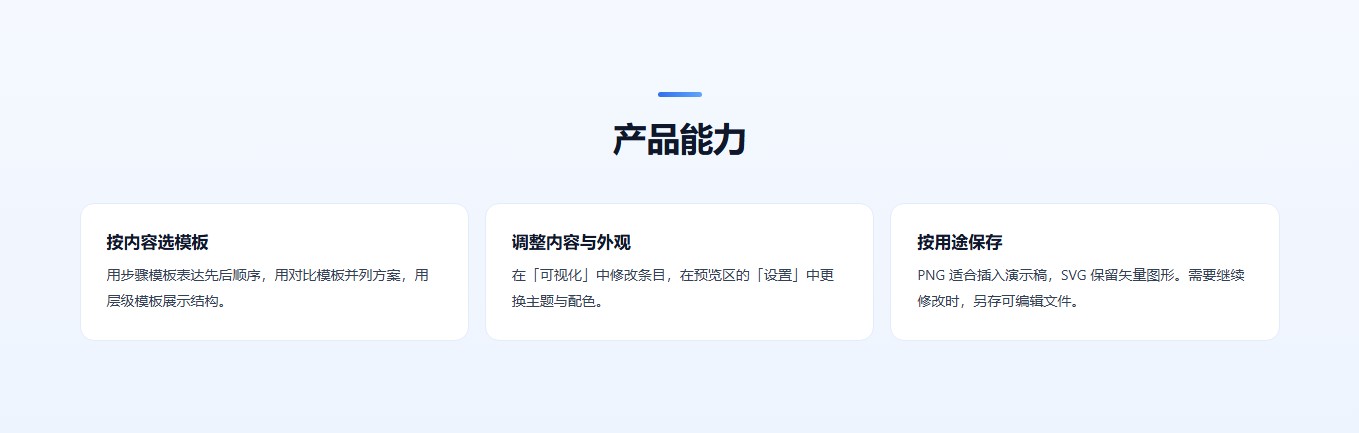 产品能力
按内容选模板
用步骤模板表达先后顺序，用对比模板并列方案，用
层级模板展示结构。
调整内容与外观
在「可视化」中修改条目，在预览区的「设置」中更
换主题与配色。
按用途保存
PNG 适合插入演示稿，SVG 保留矢量图形。需要继续
修改时，另存可编辑文件。